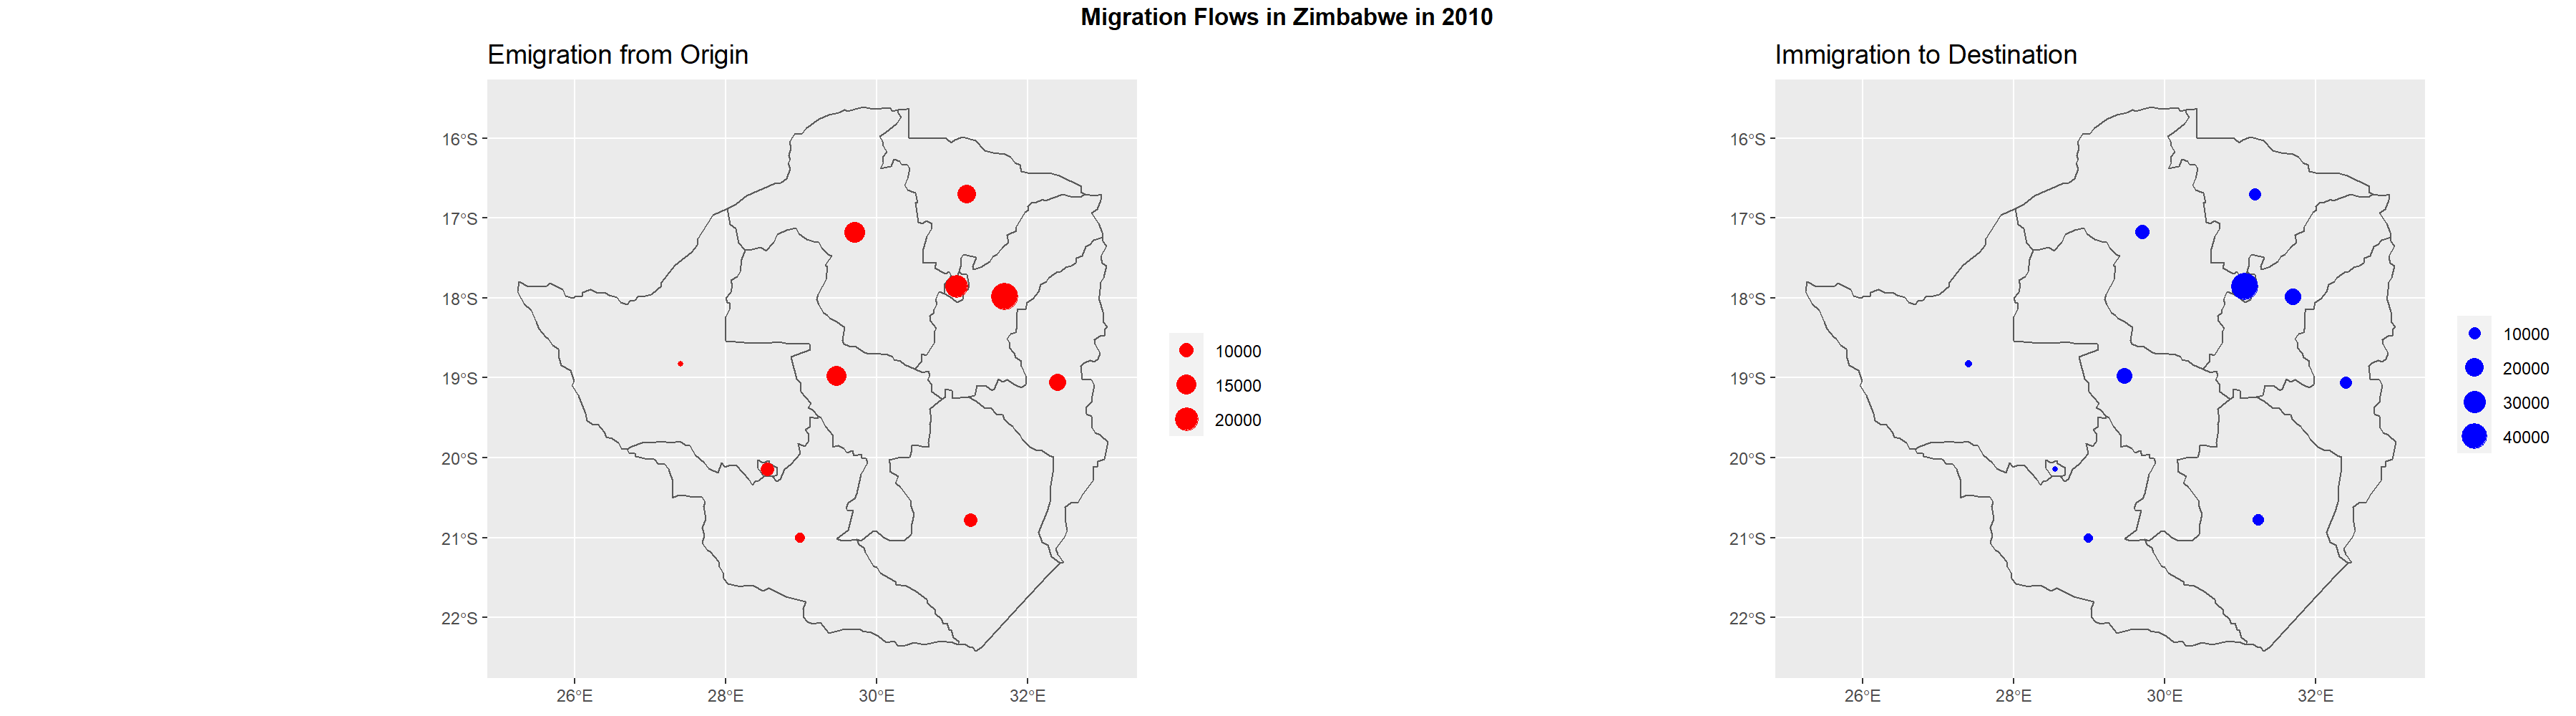 Migration Flows in Zimbabwe in 2010
Emigration from Origin
16°S
17°S
18°S
19°S
20°S
21°S
22°S
26°E 28°E 30°E 32°E
10000
15000
20000
Immigration to Destination
16°S
17°S
18°S
19°S
20°S
21°S
22°S
26°E 28°E 30°E 32°E
10000
20000
30000
40000